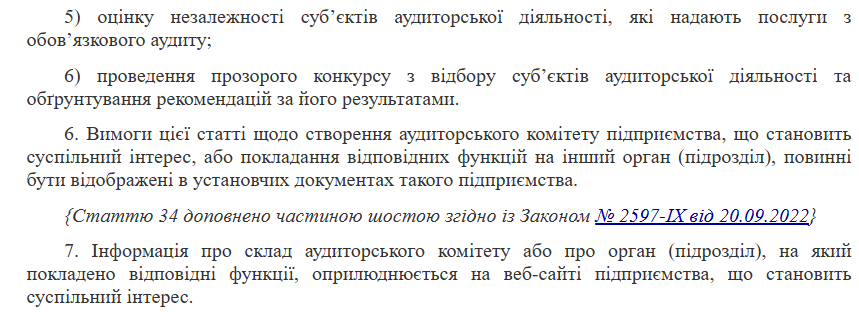 5) оцінку незалежності суб’єктів аудиторської діяльності, які надають послуги з
обов’язкового аудиту;
6) проведення прозорого конкурсу з відбору суб’єктів аудиторської діяльності та
обґрунтування рекомендацій за його результатами.
6. Вимоги цієї статті щодо створення аудиторського комітету підприємства, що становить
суспільний інтерес, або покладання відповідних функцій на інший орган (підрозділ), повинні
бути відображені в установчих документах такого підприємства.
{Статтю 34 доповнено частиною шостою згідно із Законом № 2597-IX від 20.09.2022}
7. Інформація про склад аудиторського комітету або про орган (підрозділ), на який
покладено відповідні функції, оприлюднюється на веб-сайті підприємства, що становить
суспільний інтерес.